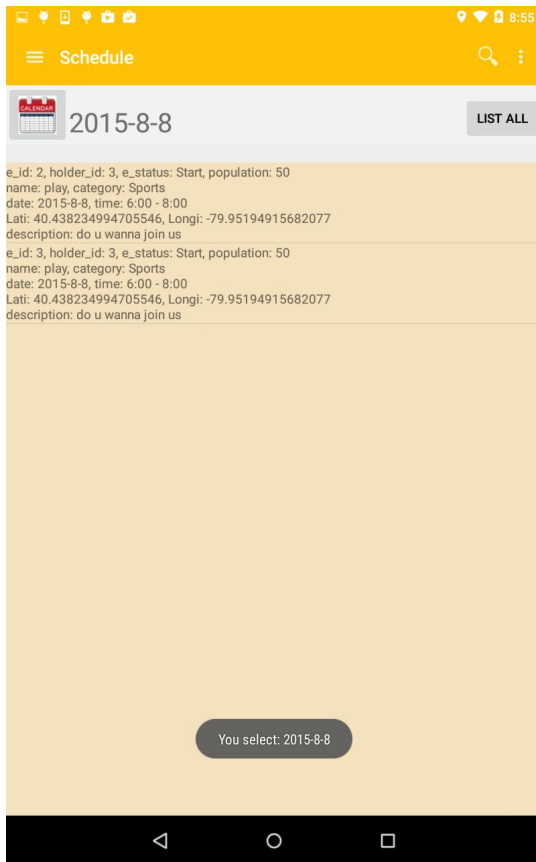 8:55
Schedule
CALENDAR
2015-8-8
LIST ALL
e_id: 2, holder_id: 3, e_status: Start, population: 50
name: play, category: Sports
date: 2015-8-8, time: 6:00 - 8:00
Lati: 40.438234994705546, Longi: -79.95194915682077
description: do u wanna join us
e_id: 3, holder_id: 3, e_status: Start, population: 50
name: play, category: Sports
date: 2015-8-8, time: 6:00 - 8:00
Lati: 40.438234994705546, Longi: -79.95194915682077
description: do u wanna join us
You select: 2015-8-8